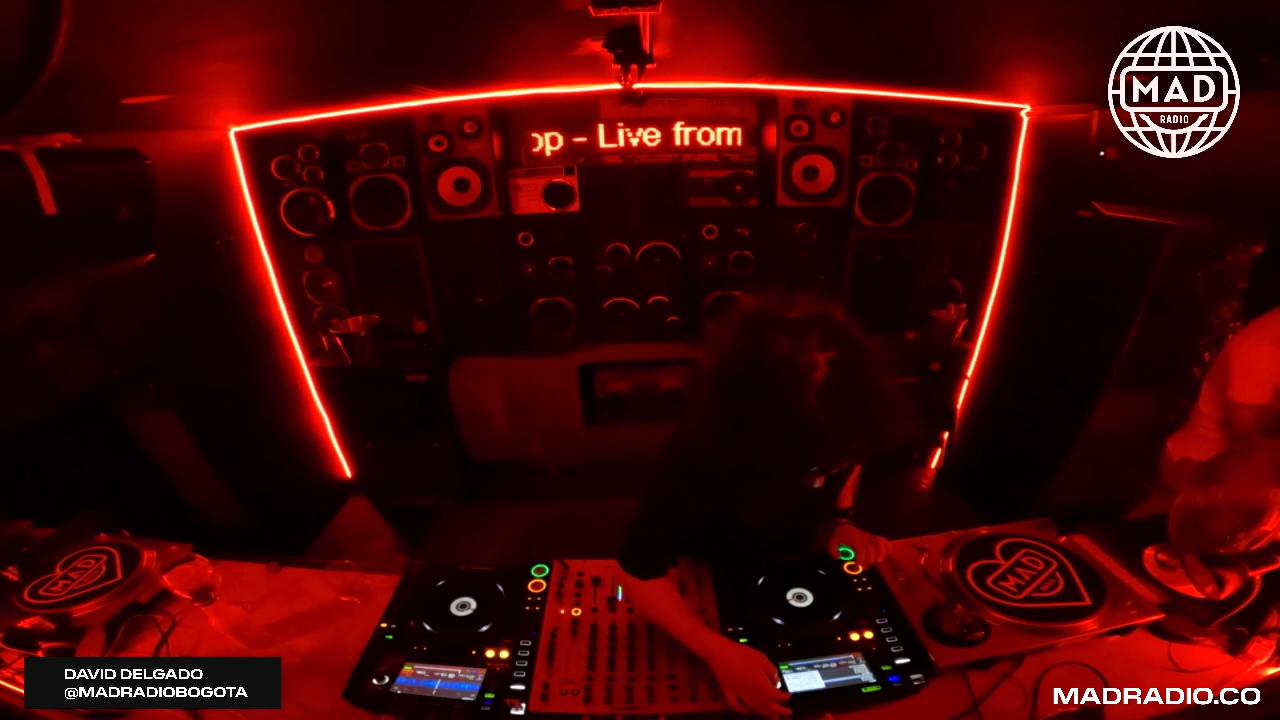 MAD
RADIO
op - Live from
MAD
MAD
DAVID DELGADO
@MADRADIOBOGOTA
MADRADIO.CO